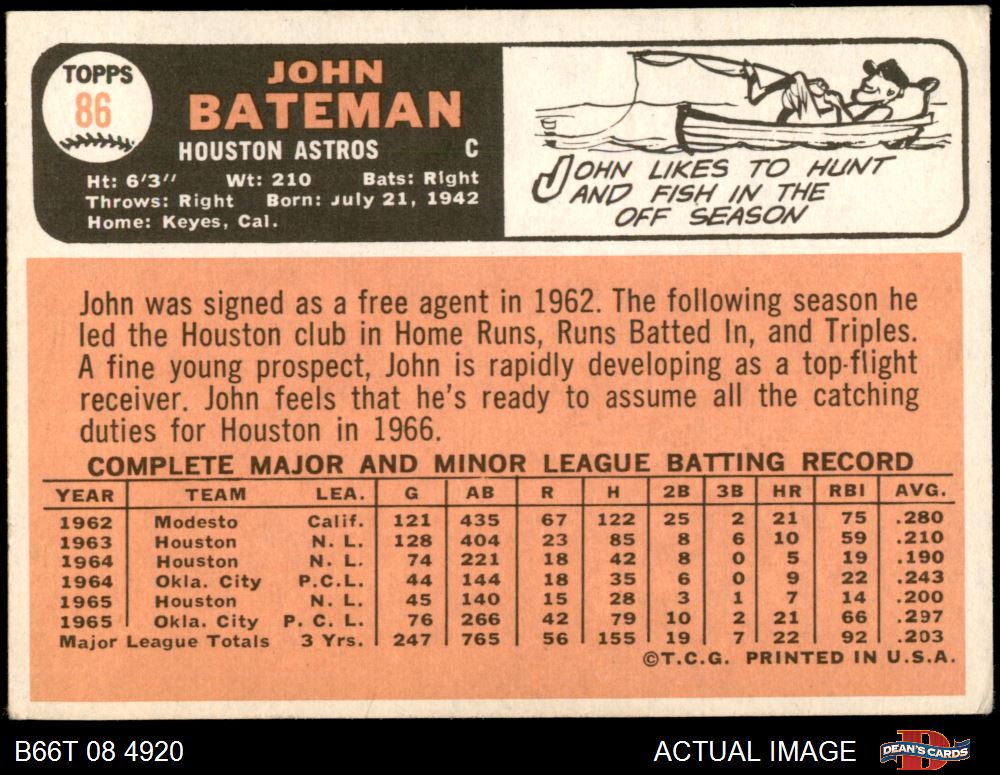 TOPPS
86
JOHN
BATEMAN
HOUSTON ASTROS C
Ht: 6'3" Wt: 210 Bats: Right
Throws: Right Born: July 21, 1942
Home: Keyes, Cal.
JOHN LIKES TO HUNT
AND FISH IN THE
OFF SEASON
John was signed as a free agent in 1962. The following season he
led the Houston club in Home Runs, Runs Batted In, and Triples.
A fine young prospect, John is rapidly developing as a top-flight
receiver. John feels that he's ready to assume all the catching
duties for Houston in 1966.
COMPLETE MAJOR AND MINOR LEAGUE BATTING RECORD
YEAR TEAM LEA. G AB R H 2B 3B HR RBI AVG.
1962 Modesto Calif. 121 435 67 122 25 2 21 75 .280
1963 Houston N. L. 128 404 23 85 8 6 10 59 .210
1964 Houston N. L. 74 221 18 42 8 0 5 19 .190
1964 Okla. City P.C.L. 44 144 18 35 6 0 9 22 .243
1965 Houston N. L. 45 140 15 28 3 1 7 14 .200
1965 Okla. City P. C. L. 76 266 42 79 10 2 21 66 .297
Major League Totals 3 Yrs. 247 765 56 155 19 7 22 92 .203
©T.C.G. PRINTED IN U.S.A.
B66T 08 4920 ACTUAL IMAGE DEAN'S CARDS